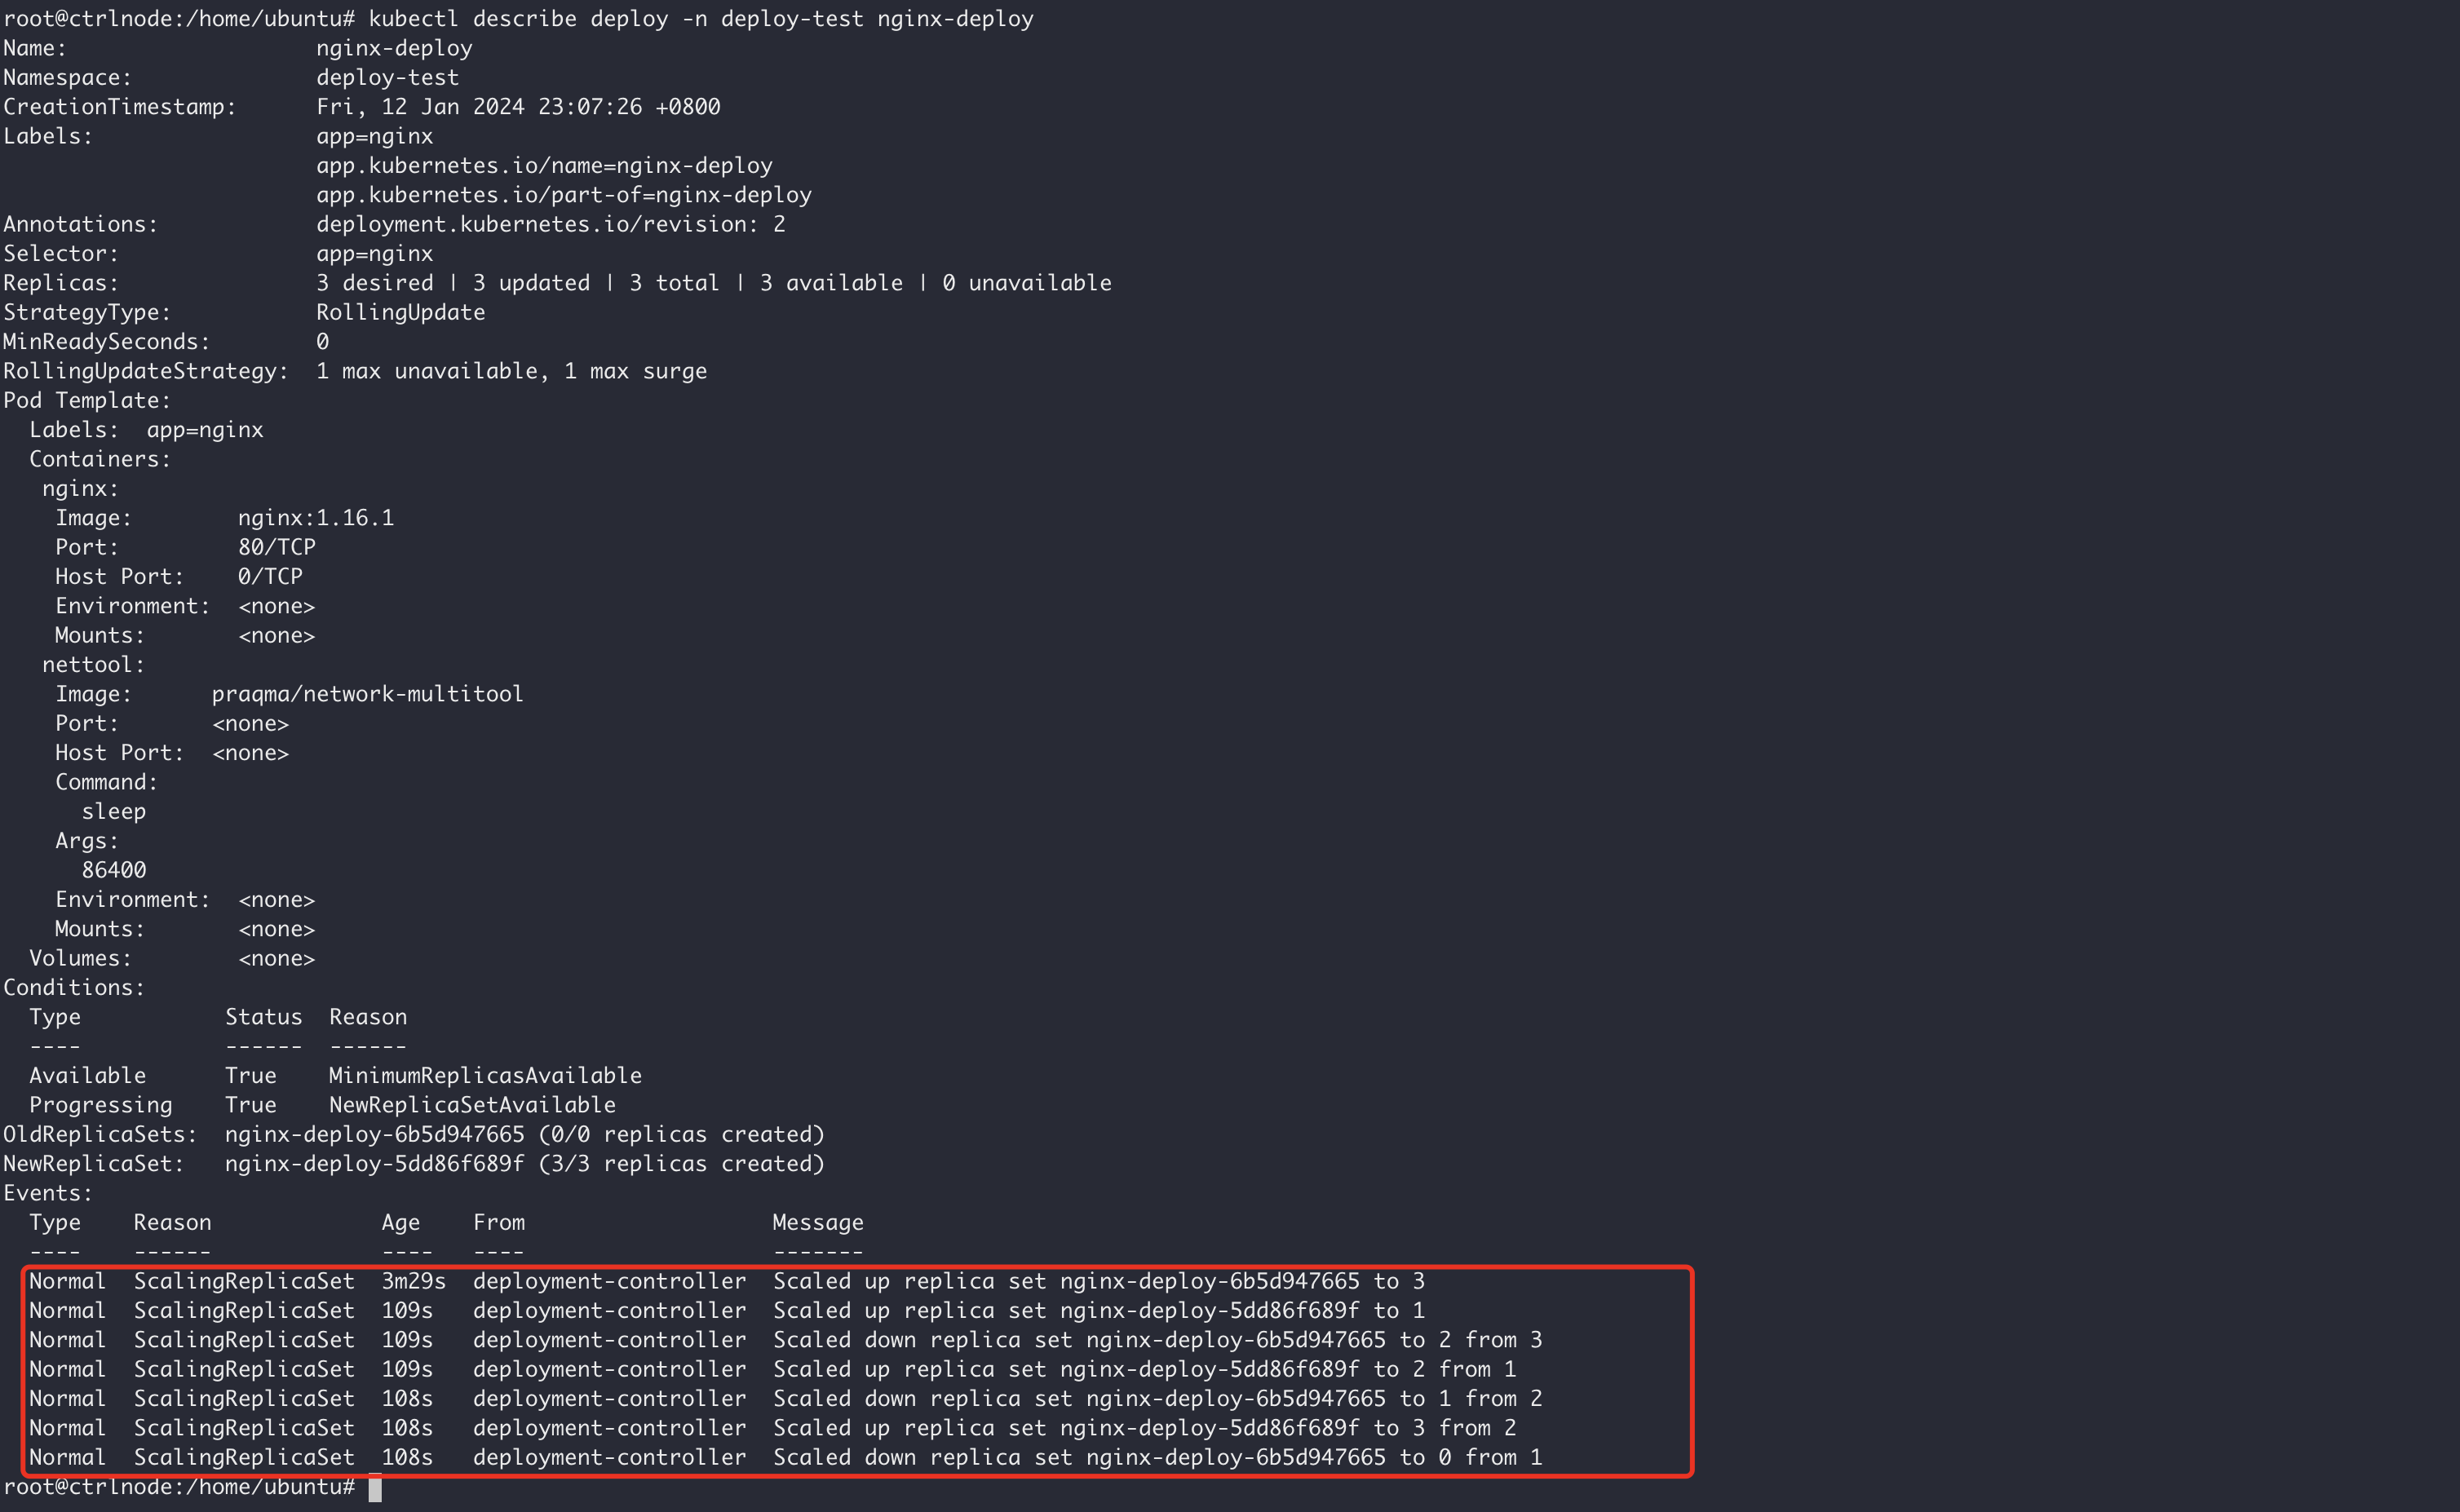 root@ctrlnode:/home/ubuntu# kubectl describe deploy -n deploy-test nginx-deploy
Name:                   nginx-deploy
Namespace:              deploy-test
CreationTimestamp:      Fri, 12 Jan 2024 23:07:26 +0800
Labels:                 app=nginx
                        app.kubernetes.io/name=nginx-deploy
                        app.kubernetes.io/part-of=nginx-deploy
Annotations:            deployment.kubernetes.io/revision: 2
Selector:               app=nginx
Replicas:               3 desired | 3 updated | 3 total | 3 available | 0 unavailable
StrategyType:           RollingUpdate
MinReadySeconds:        0
RollingUpdateStrategy:  1 max unavailable, 1 max surge
Pod Template:
  Labels:  app=nginx
  Containers:
   nginx:
    Image:        nginx:1.16.1
    Port:         80/TCP
    Host Port:    0/TCP
    Environment:  <none>
    Mounts:       <none>
   nettool:
    Image:      praqma/network-multitool
    Port:       <none>
    Host Port:  <none>
    Command:
      sleep
    Args:
      86400
    Environment:  <none>
    Mounts:       <none>
  Volumes:        <none>
Conditions:
  Type           Status  Reason
  ----           ------  ------
  Available      True    MinimumReplicasAvailable
  Progressing    True    NewReplicaSetAvailable
OldReplicaSets:  nginx-deploy-6b5d947665 (0/0 replicas created)
NewReplicaSet:   nginx-deploy-5dd86f689f (3/3 replicas created)
Events:
  Type    Reason             Age    From                   Message
  ----    ------             ----   ----                   -------
  Normal  ScalingReplicaSet  3m29s  deployment-controller  Scaled up replica set nginx-deploy-6b5d947665 to 3
  Normal  ScalingReplicaSet  109s   deployment-controller  Scaled up replica set nginx-deploy-5dd86f689f to 1
  Normal  ScalingReplicaSet  109s   deployment-controller  Scaled down replica set nginx-deploy-6b5d947665 to 2 from 3
  Normal  ScalingReplicaSet  109s   deployment-controller  Scaled up replica set nginx-deploy-5dd86f689f to 2 from 1
  Normal  ScalingReplicaSet  108s   deployment-controller  Scaled down replica set nginx-deploy-6b5d947665 to 1 from 2
  Normal  ScalingReplicaSet  108s   deployment-controller  Scaled up replica set nginx-deploy-5dd86f689f to 3 from 2
  Normal  ScalingReplicaSet  108s   deployment-controller  Scaled down replica set nginx-deploy-6b5d947665 to 0 from 1
root@ctrlnode:/home/ubuntu#